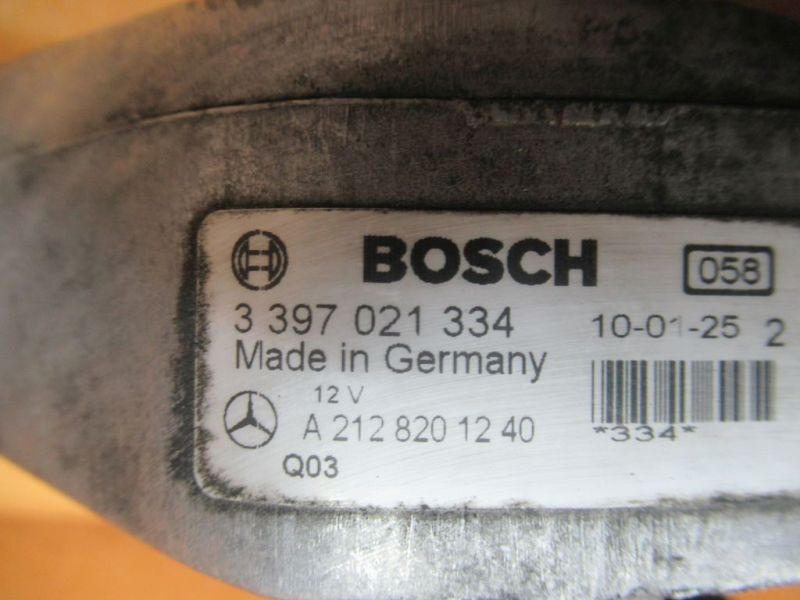 BOSCH 058
3 397 021 334 10-01-25 2
Made in Germany
12 V
A 212 820 12 40 *334*
Q03